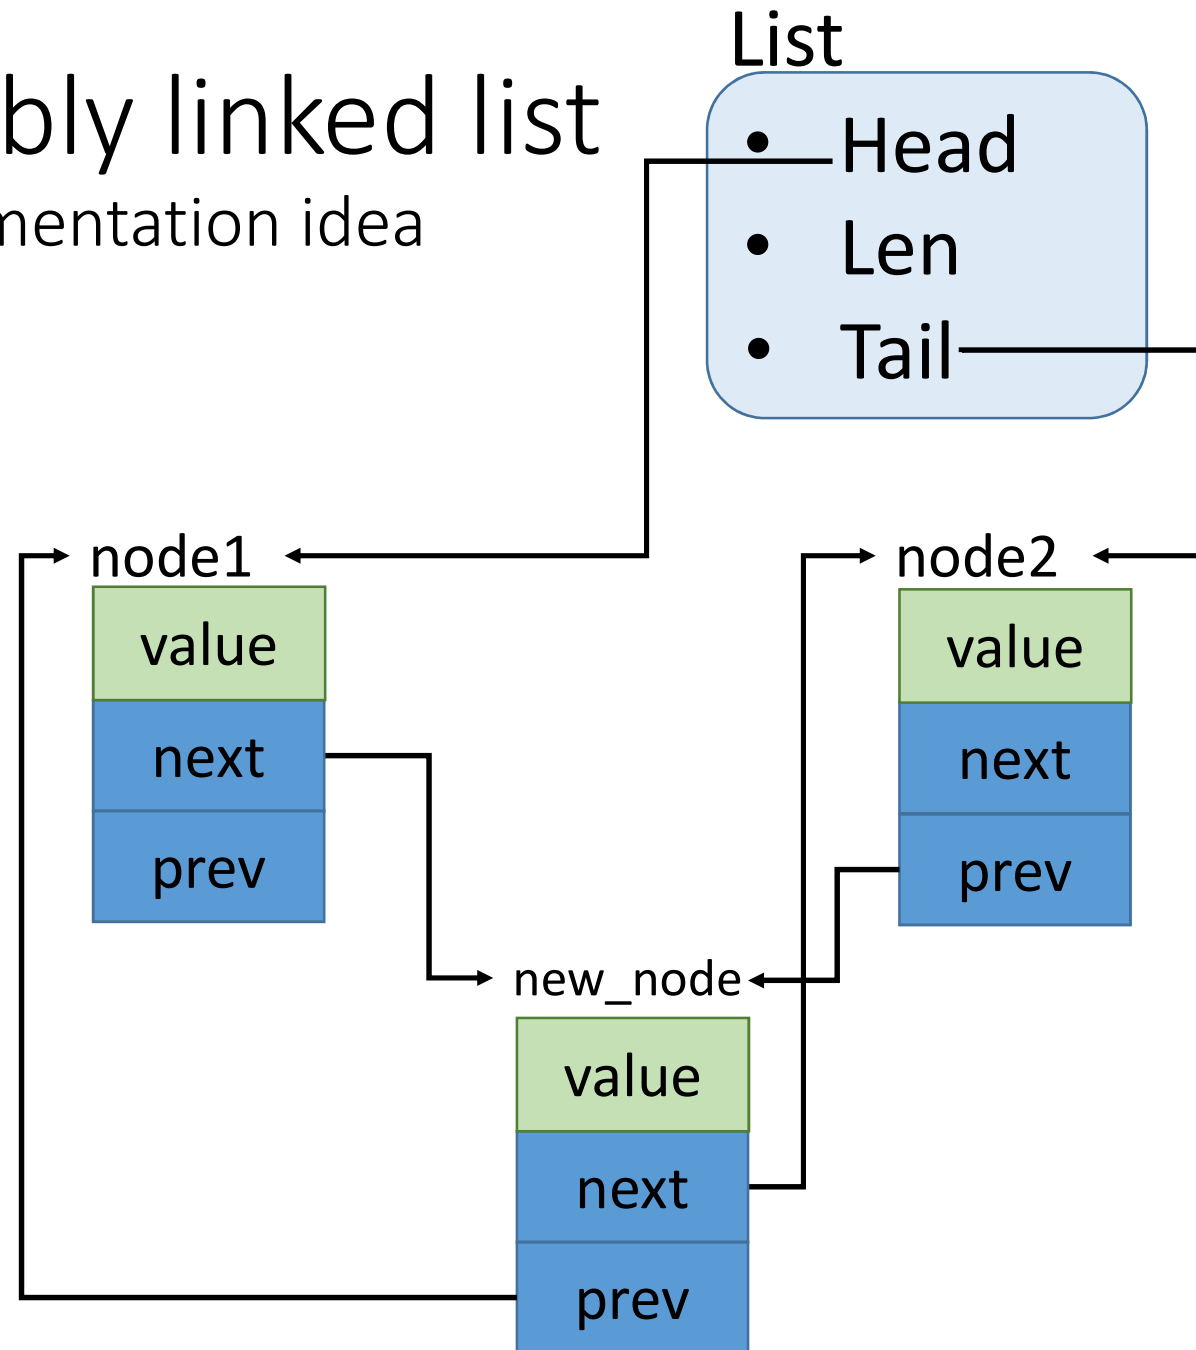 List
bly linked list
mentation idea
• Head
• Len
• Tail
node1
value
next
prev
node2
value
next
prev
new_node
value
next
prev